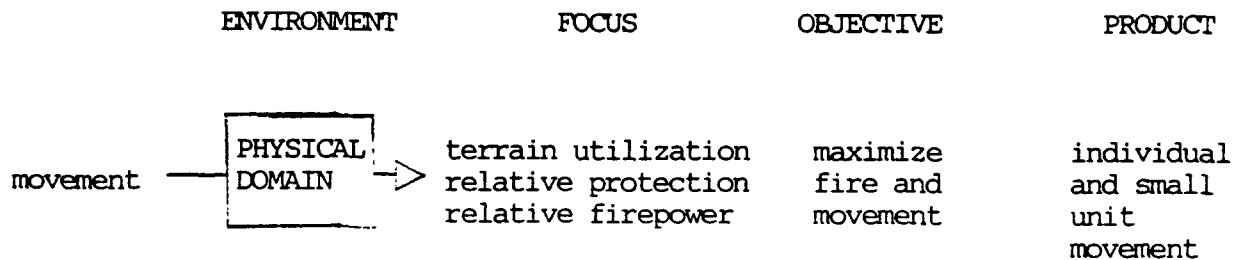 ENVIRONMENT FOCUS OBJECTIVE PRODUCT
movement
PHYSICAL
DOMAIN
terrain utilization
relative protection
relative firepower
maximize
fire and
movement
individual
and small
unit
movement